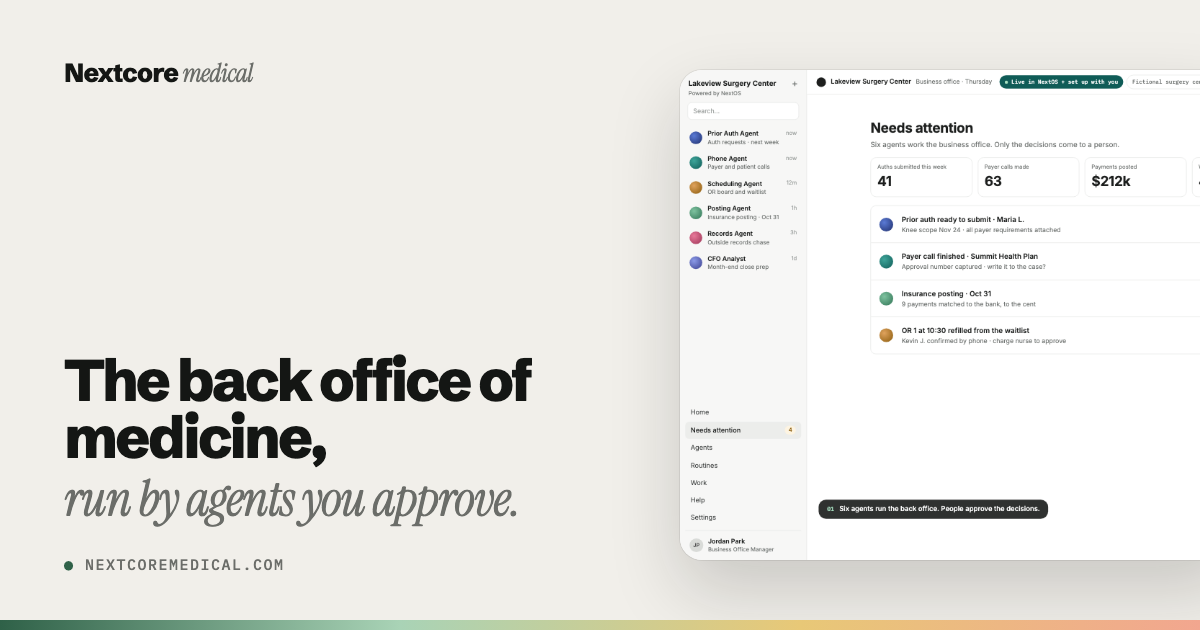 Nextcore medical
The back office of
medicine,
run by agents you approve.
NEXTCOREMEDICAL.COM
Lakeview Surgery Center +
Powered by NextOS
Search...
Prior Auth Agent now
Auth requests · next week
Phone Agent now
Payer and patient calls
Scheduling Agent 12m
OR board and waitlist
Posting Agent 1h
Insurance posting · Oct 31
Records Agent 3h
Outside records chase
CFO Analyst 1d
Month-end close prep
Home
Needs attention 4
Agents
Routines
Work
Help
Settings
JP Jordan Park
Business Office Manager
Lakeview Surgery Center Business office · Thursday
Live in NextOS + set up with you
Fictional surgery
Needs attention
Six agents work the business office. Only the decisions come to a person.
Auths submitted this week
41
Payer calls made
63
Payments posted
$212k
Prior auth ready to submit · Maria L.
Knee scope Nov 24 · all payer requirements attached
Payer call finished · Summit Health Plan
Approval number captured · write it to the case?
Insurance posting · Oct 31
9 payments matched to the bank, to the cent
OR 1 at 10:30 refilled from the waitlist
Kevin J. confirmed by phone · charge nurse to approve
01 Six agents run the back office. People approve the decisions.